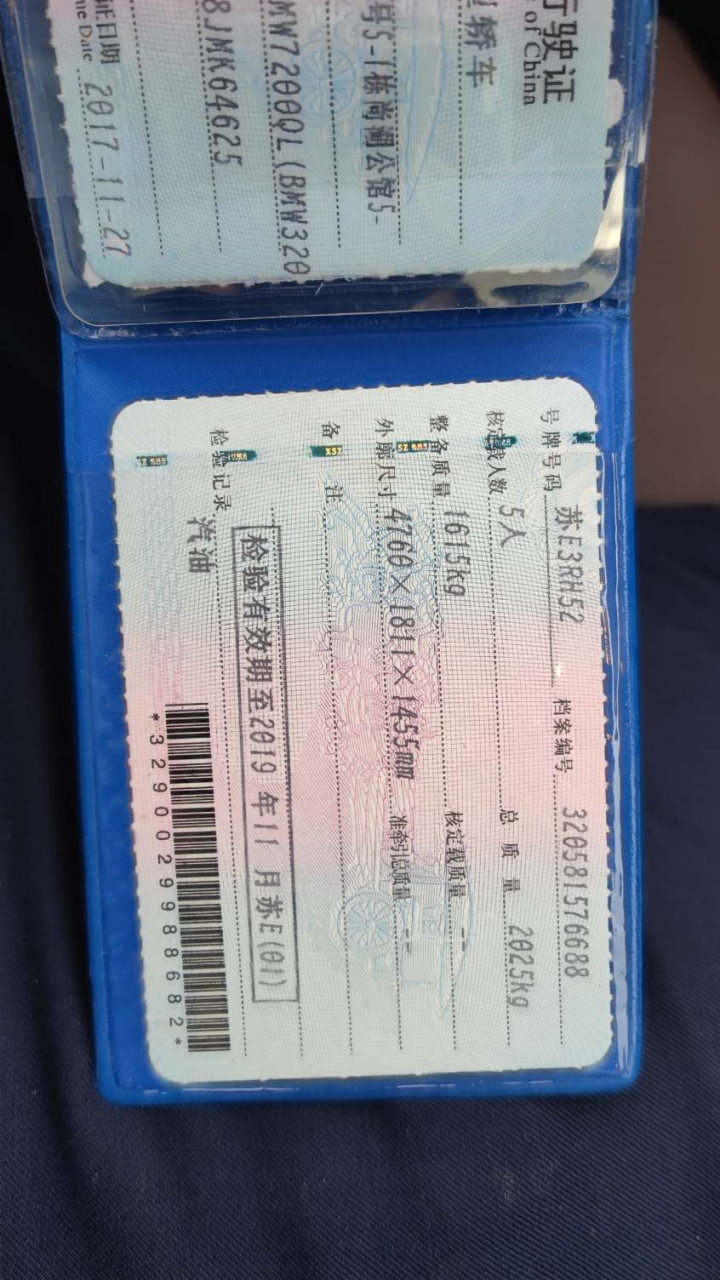 行驶证
of China
轿车
号5-1栋尚湖公馆5-
MW7200QL(BMW320
8JMK64625
证日期 2017-11-27
ue Date
号牌号码 苏E3RH52 档案编号 320581576688
核定载人数 5人 总质量 2025kg
整备质量 1615kg 核定载质量 --
外廓尺寸 4760×1811×1455mm 准牵引总质量 --
备注
检验有效期至2019年11月苏E(01)
检验记录
汽油
*3290029988682*